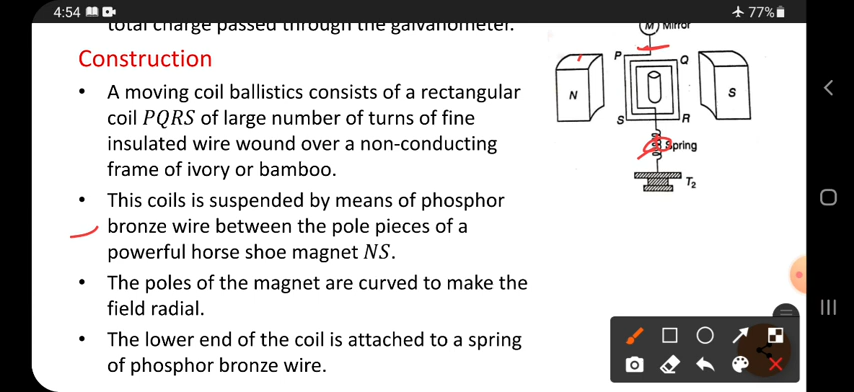 4:54
77%
total charge passed through the galvanometer.
Construction
• A moving coil ballistics consists of a rectangular
coil PQRS of large number of turns of fine
insulated wire wound over a non-conducting
frame of ivory or bamboo.
• This coils is suspended by means of phosphor
bronze wire between the pole pieces of a
powerful horse shoe magnet NS.
• The poles of the magnet are curved to make the
field radial.
• The lower end of the coil is attached to a spring
of phosphor bronze wire.
M Mirror
P
Q
N
S
S
R
Spring
T2